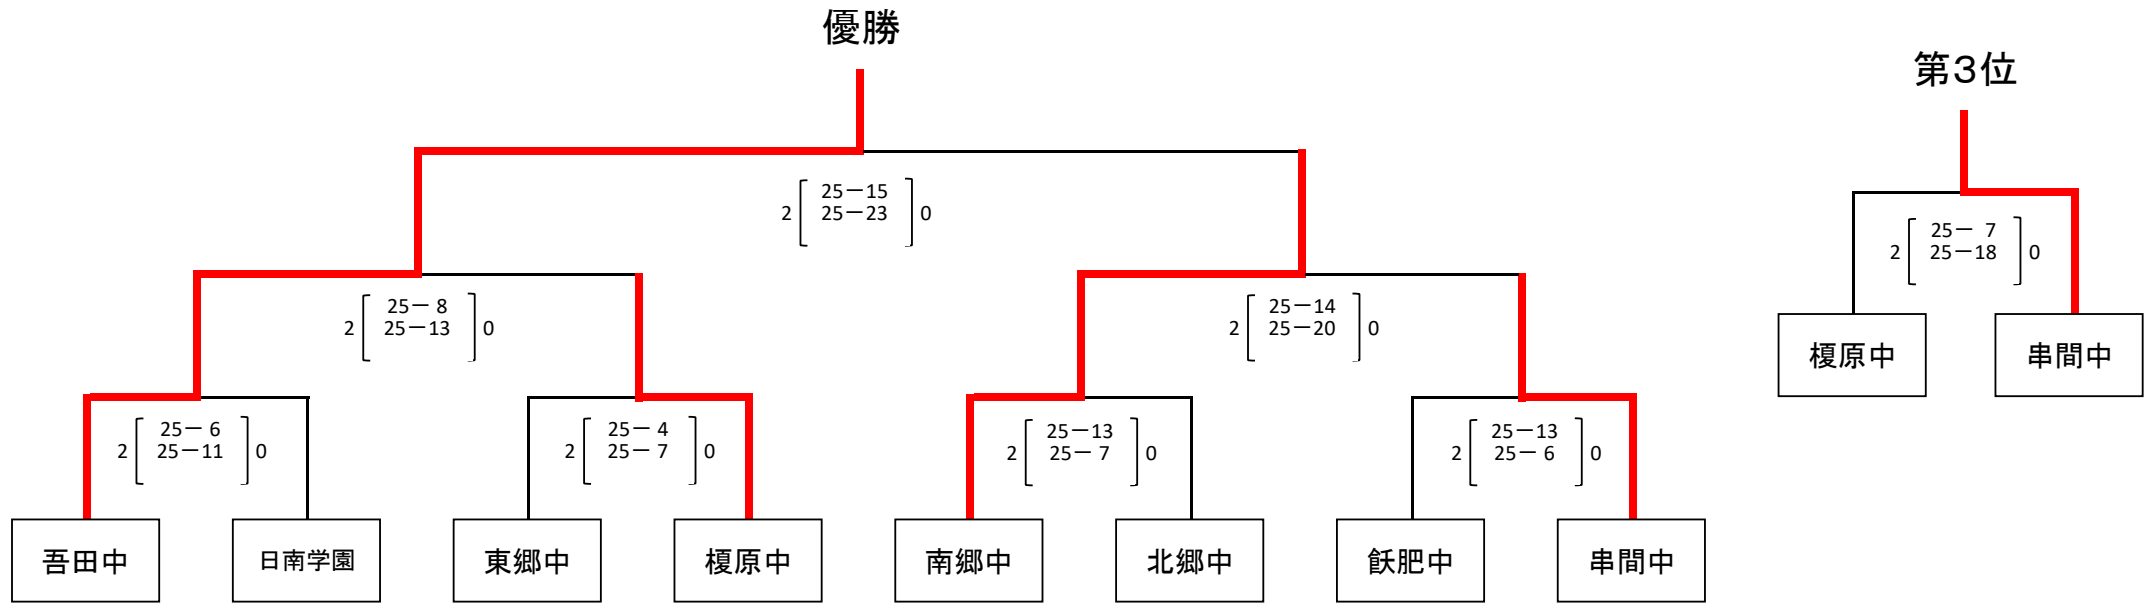 優勝
第3位
25－15
2 25－23 0
25－ 7
2 25－18 0
25－ 8
2 25－13 0
25－14
2 25－20 0
榎原中
串間中
25－ 6
2 25－11 0
25－ 4
2 25－ 7 0
25－13
2 25－ 7 0
25－13
2 25－ 6 0
吾田中
日南学園
東郷中
榎原中
南郷中
北郷中
飫肥中
串間中